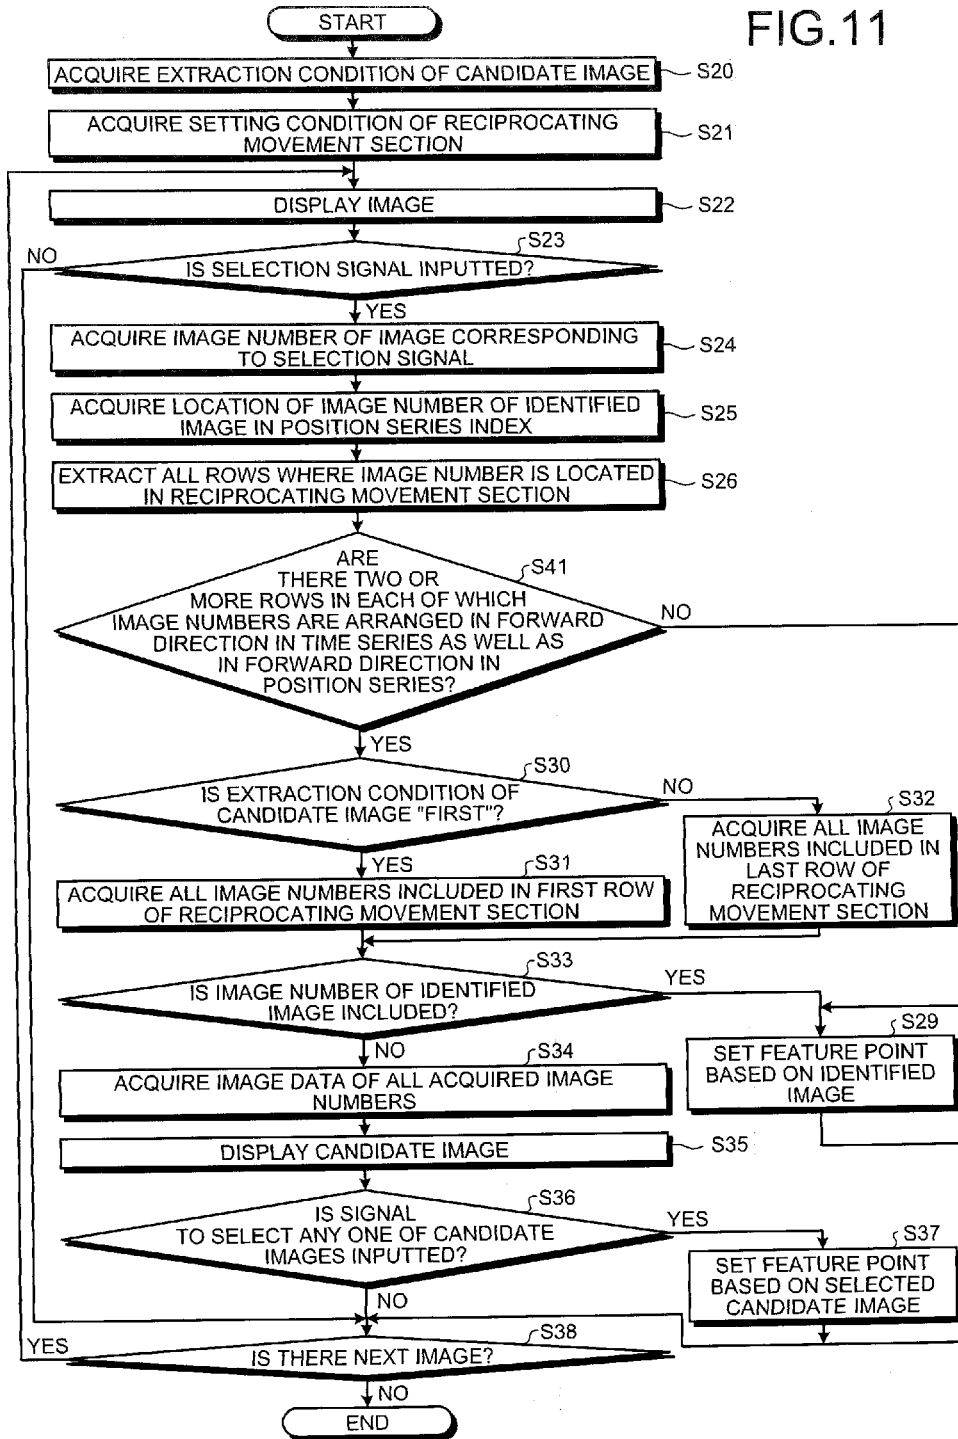 FIG.11
START
ACQUIRE EXTRACTION CONDITION OF CANDIDATE IMAGE
S20
ACQUIRE SETTING CONDITION OF RECIPROCATING
MOVEMENT SECTION
S21
DISPLAY IMAGE
S22
S23
NO
IS SELECTION SIGNAL INPUTTED?
YES
ACQUIRE IMAGE NUMBER OF IMAGE CORRESPONDING
TO SELECTION SIGNAL
S24
ACQUIRE LOCATION OF IMAGE NUMBER OF IDENTIFIED
IMAGE IN POSITION SERIES INDEX
S25
EXTRACT ALL ROWS WHERE IMAGE NUMBER IS LOCATED
IN RECIPROCATING MOVEMENT SECTION
S26
S41
ARE
THERE TWO OR
MORE ROWS IN EACH OF WHICH
IMAGE NUMBERS ARE ARRANGED IN FORWARD
DIRECTION IN TIME SERIES AS WELL AS
IN FORWARD DIRECTION IN
POSITION SERIES?
NO
YES
S30
IS EXTRACTION CONDITION OF
CANDIDATE IMAGE "FIRST"?
NO
S32
ACQUIRE ALL IMAGE
NUMBERS INCLUDED IN
LAST ROW OF
RECIPROCATING
MOVEMENT SECTION
YES
S31
ACQUIRE ALL IMAGE NUMBERS INCLUDED IN FIRST ROW
OF RECIPROCATING MOVEMENT SECTION
S33
IS IMAGE NUMBER OF IDENTIFIED
IMAGE INCLUDED?
YES
S29
SET FEATURE POINT
BASED ON IDENTIFIED
IMAGE
NO
S34
ACQUIRE IMAGE DATA OF ALL ACQUIRED IMAGE
NUMBERS
DISPLAY CANDIDATE IMAGE
S35
S36
IS SIGNAL
TO SELECT ANY ONE OF CANDIDATE
IMAGES INPUTTED?
YES
S37
SET FEATURE POINT
BASED ON SELECTED
CANDIDATE IMAGE
NO
S38
YES
IS THERE NEXT IMAGE?
NO
END